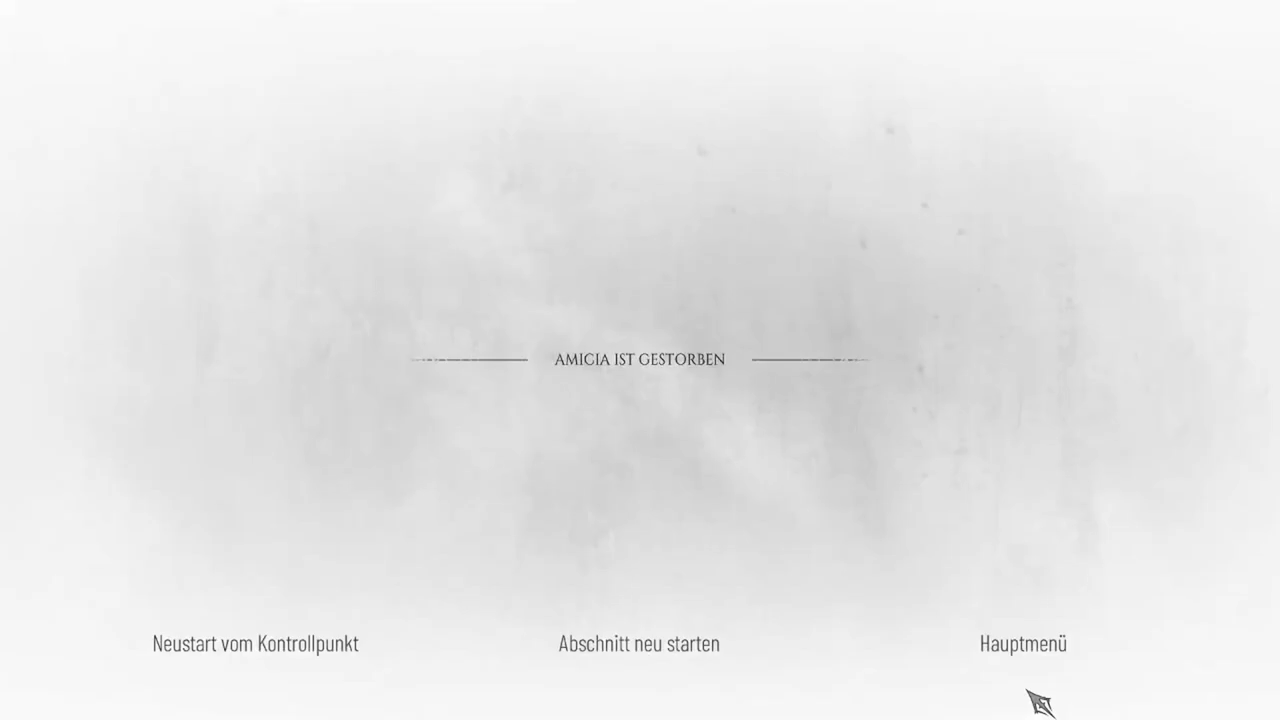 AMICIA IST GESTORBEN
Neustart vom Kontrollpunkt
Abschnitt neu starten
Hauptmenü